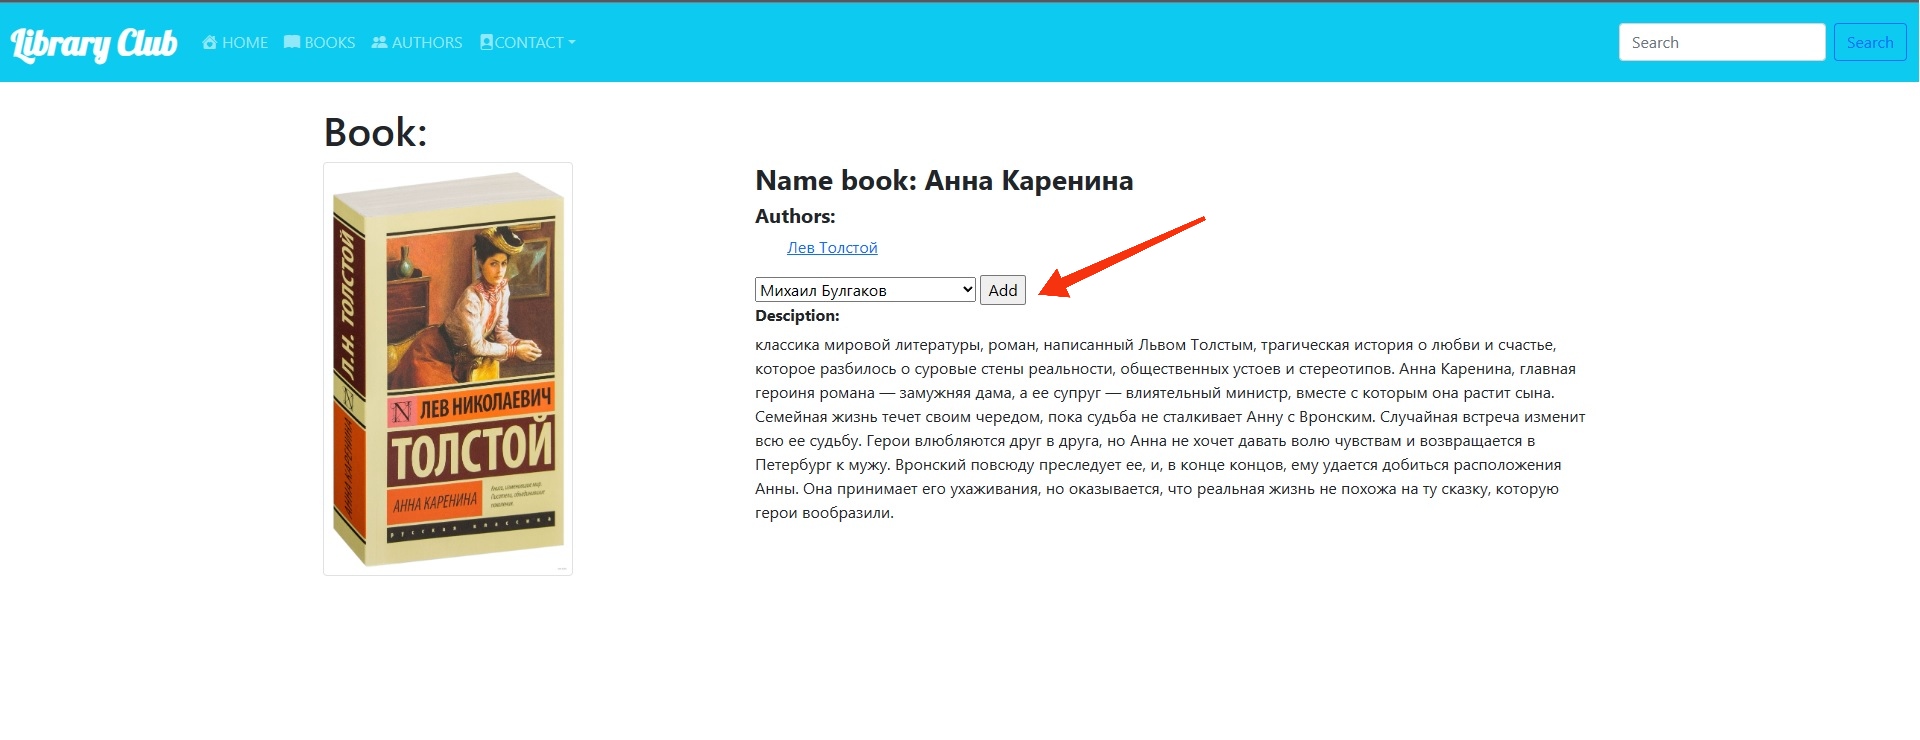 Library Club
HOME
BOOKS
AUTHORS
CONTACT
Search
Search
Book:
Л.Н. ТОЛСТОЙ
N
АННА КАРЕНИНА
N
ЛЕВ НИКОЛАЕВИЧ
ТОЛСТОЙ
АННА КАРЕНИНА
русская классика
Name book: Анна Каренина
Authors:
Лев Толстой
Михаил Булгаков
Add
Desciption:
классика мировой литературы, роман, написанный Львом Толстым, трагическая история о любви и счастье,
которое разбилось о суровые стены реальности, общественных устоев и стереотипов. Анна Каренина, главная
героиня романа — замужняя дама, а ее супруг — влиятельный министр, вместе с которым она растит сына.
Семейная жизнь течет своим чередом, пока судьба не сталкивает Анну с Вронским. Случайная встреча изменит
всю ее судьбу. Герои влюбляются друг в друга, но Анна не хочет давать волю чувствам и возвращается в
Петербург к мужу. Вронский повсюду преследует ее, и, в конце концов, ему удается добиться расположения
Анны. Она принимает его ухаживания, но оказывается, что реальная жизнь не похожа на ту сказку, которую
герои вообразили.